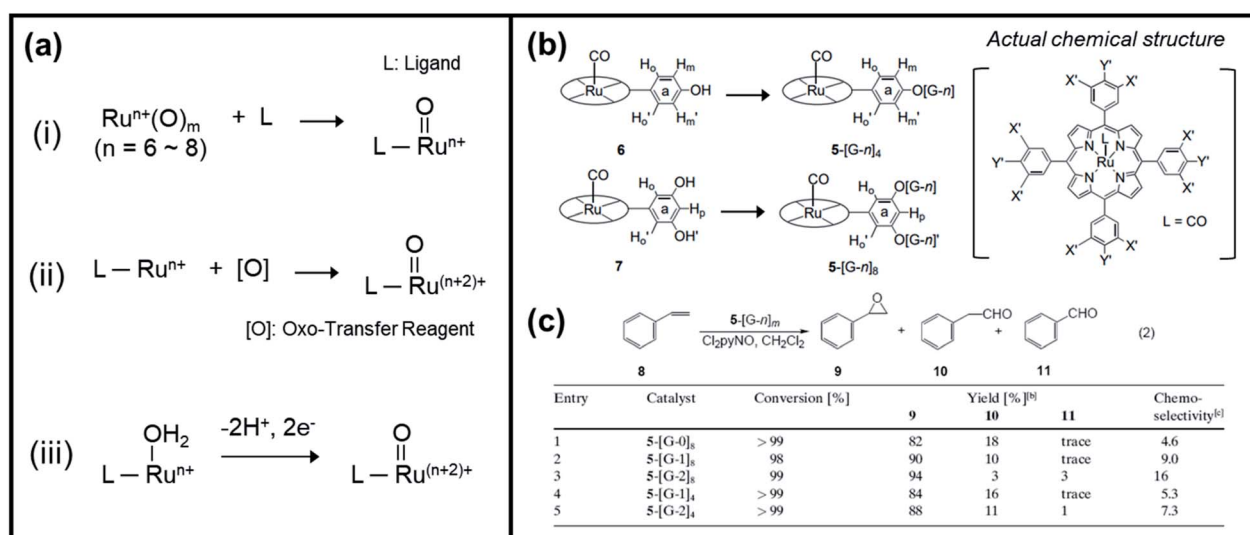 (a)
L: Ligand
(i)
Ruⁿ⁺(O)ₘ + L
(n = 6 ~ 8)
O
L – Ruⁿ⁺
(ii)
L – Ruⁿ⁺ + [O]
O
L – Ru⁽ⁿ⁺²⁾⁺
[O]: Oxo-Transfer Reagent
(iii)
OH₂
L – Ruⁿ⁺
-2H⁺, 2e⁻
O
L – Ru⁽ⁿ⁺²⁾⁺
(b)
Actual chemical structure
CO
Ru
Hₒ Hₘ
a
OH
Hₒ' Hₘ'
6
CO
Ru
Hₒ Hₘ
a
O[G-n]
Hₒ' Hₘ'
5-[G-n]₄
CO
Ru
Hₒ OH
a
Hₚ
Hₒ' OH'
7
CO
Ru
Hₒ O[G-n]
a
Hₚ
Hₒ' O[G-n]'
5-[G-n]₈
Y'
X' X'
X' X'
Y' N L N Y'
Ru
N N
X' X'
X' X'
Y'
L = CO
(c)
8
5-[G-n]ₘ
Cl₂pyNO, CH₂Cl₂
O
9
+
CHO
10
+
CHO
11
(2)
Entry Catalyst Conversion [%] Yield [%][b] Chemo-
9 10 11 selectivity[c]
1 5-[G-0]₈ > 99 82 18 trace 4.6
2 5-[G-1]₈ 98 90 10 trace 9.0
3 5-[G-2]₈ 99 94 3 3 16
4 5-[G-1]₄ > 99 84 16 trace 5.3
5 5-[G-2]₄ > 99 88 11 1 7.3